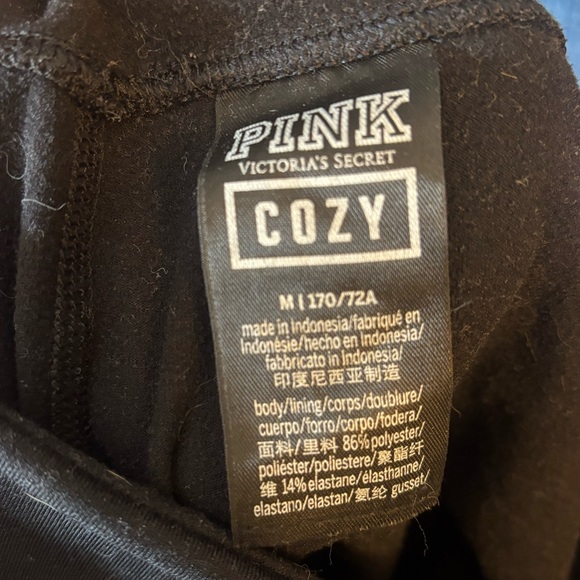 PINK
VICTORIA'S SECRET
COZY
M | 170/72A
made in Indonesia/fabriqué en
Indonésie/hecho en Indonesia/
fabbricato in Indonesia/
印度尼西亚制造
body/lining/corps/doublure/
cuerpo/forro/corpo/fodera/
面料/里料 86% polyester/
poliéster/poliestere/聚酯纤
维 14% elastane/élasthanne/
elastano/elastan/氨纶 gusset/